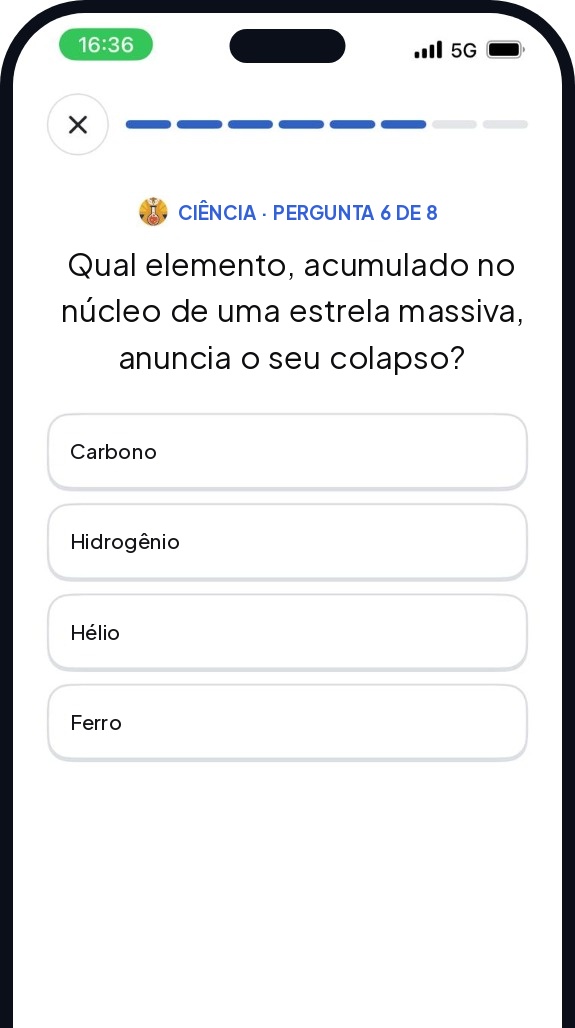 16:36
5G
CIÊNCIA · PERGUNTA 6 DE 8
Qual elemento, acumulado no
núcleo de uma estrela massiva,
anuncia o seu colapso?
Carbono
Hidrogênio
Hélio
Ferro